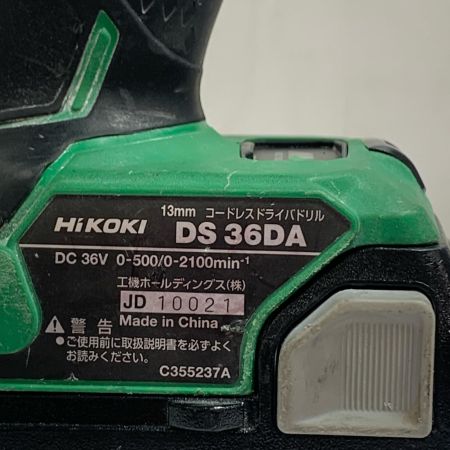 13mm コードレスドライバドリル
HiKOKI DS 36DA
DC 36V 0-500/0-2100min⁻¹
工機ホールディングス(株)
JD 10021
Made in China
⚠警告
●ご使用前に取扱説明書を必ずよく
お読みください。
C355237A